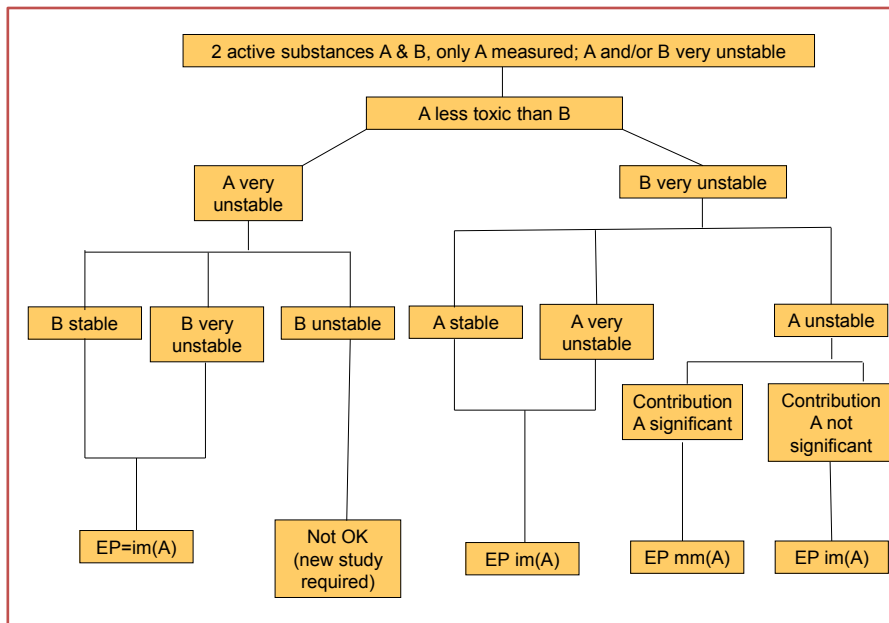 2 active substances A & B, only A measured; A and/or B very unstable
A less toxic than B
A very
unstable
B very unstable
B stable
B very
unstable
B unstable
A stable
A very
unstable
A unstable
Contribution
A significant
Contribution
A not
significant
EP=im(A)
Not OK
(new study
required)
EP im(A)
EP mm(A)
EP im(A)